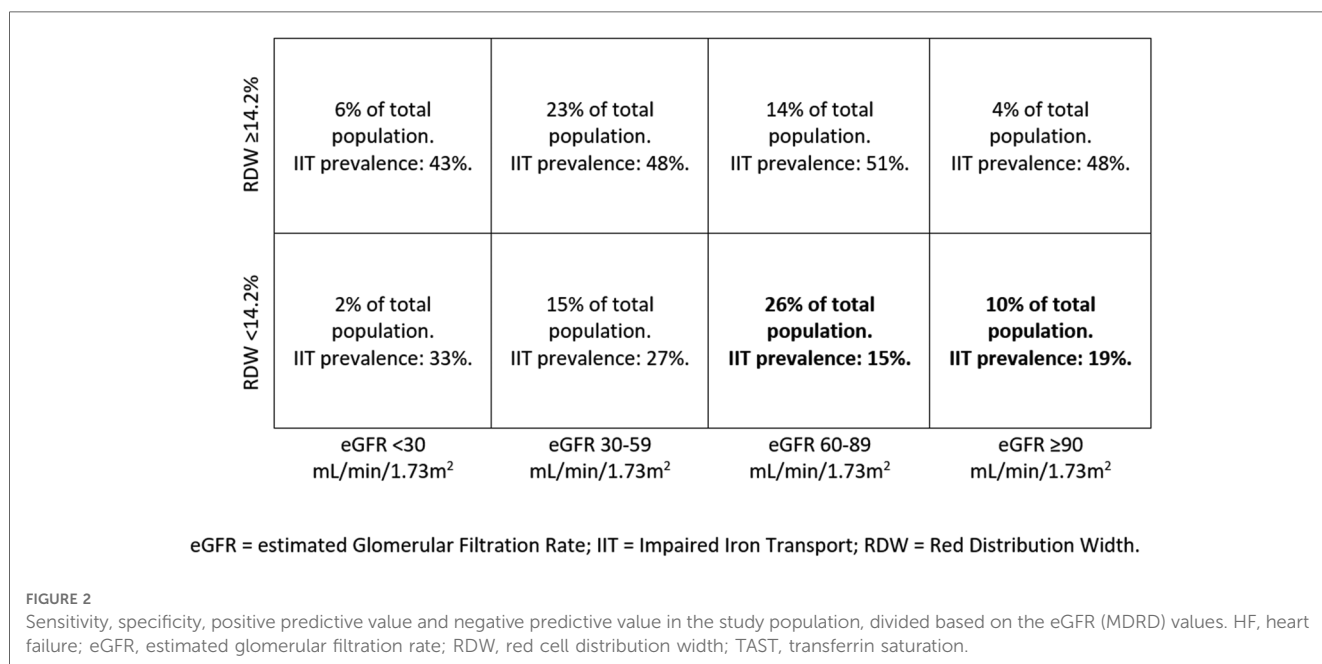 RDW ≥14.2%
6% of total
population.
IIT prevalence: 43%.
23% of total
population.
IIT prevalence: 48%.
14% of total
population.
IIT prevalence: 51%.
4% of total
population.
IIT prevalence: 48%.
RDW <14.2%
2% of total
population.
IIT prevalence: 33%.
15% of total
population.
IIT prevalence: 27%.
26% of total
population.
IIT prevalence: 15%.
10% of total
population.
IIT prevalence: 19%.
eGFR <30
mL/min/1.73m²
eGFR 30-59
mL/min/1.73m²
eGFR 60-89
mL/min/1.73m²
eGFR ≥90
mL/min/1.73m²
eGFR = estimated Glomerular Filtration Rate; IIT = Impaired Iron Transport; RDW = Red Distribution Width.
FIGURE 2
Sensitivity, specificity, positive predictive value and negative predictive value in the study population, divided based on the eGFR (MDRD) values. HF, heart
failure; eGFR, estimated glomerular filtration rate; RDW, red cell distribution width; TAST, transferrin saturation.